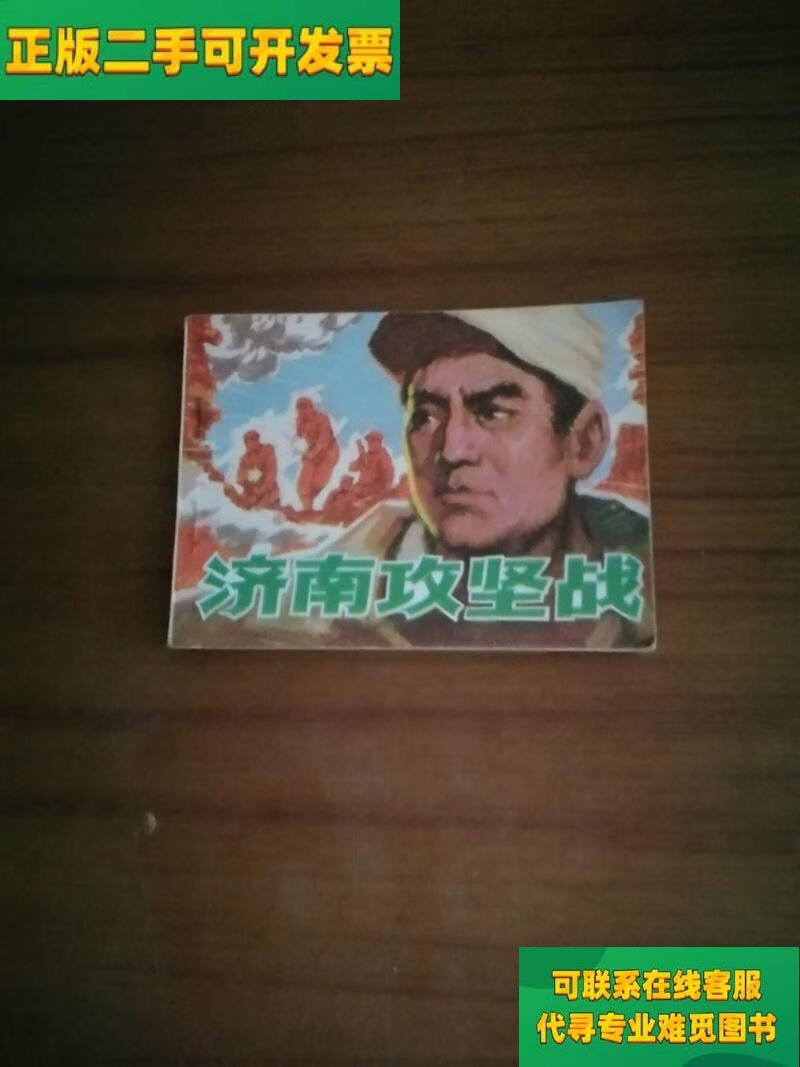 正版二手可开发票
济南攻坚战
可联系在线客服
代寻专业难觅图书